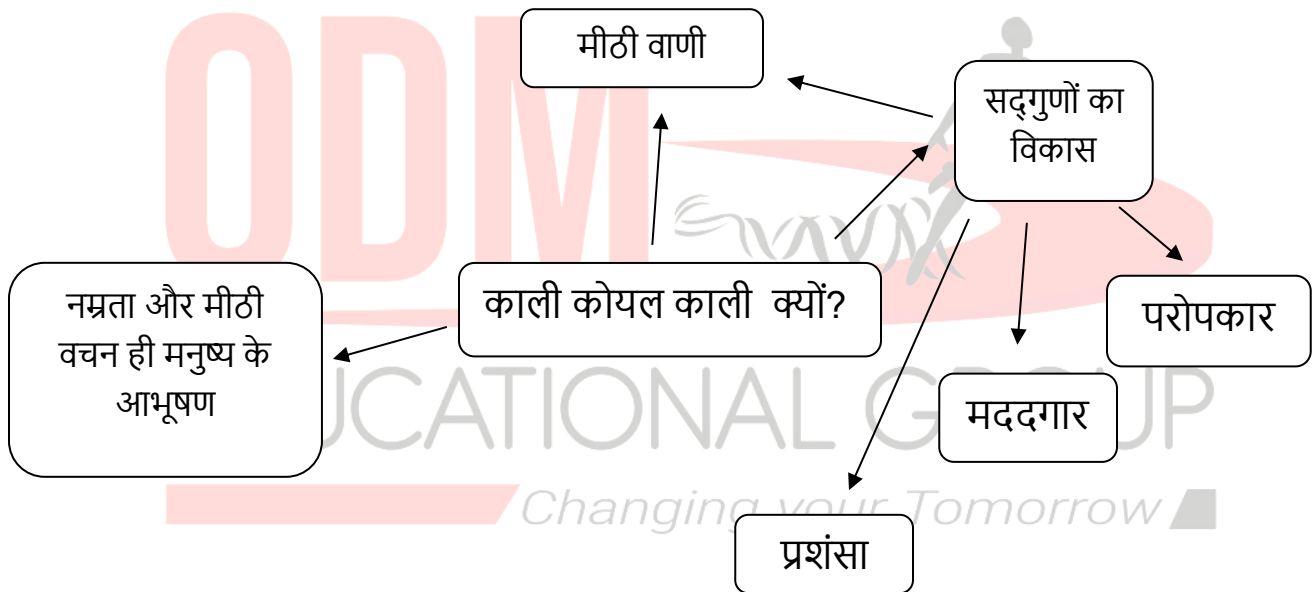 मीठी वाणी
सद्गुणों का
विकास
काली कोयल काली  क्यों?
नम्रता और मीठी
वचन ही मनुष्य के
आभूषण
परोपकार
मददगार
प्रशंसा
ODM
EDUCATIONAL GROUP
Changing your Tomorrow